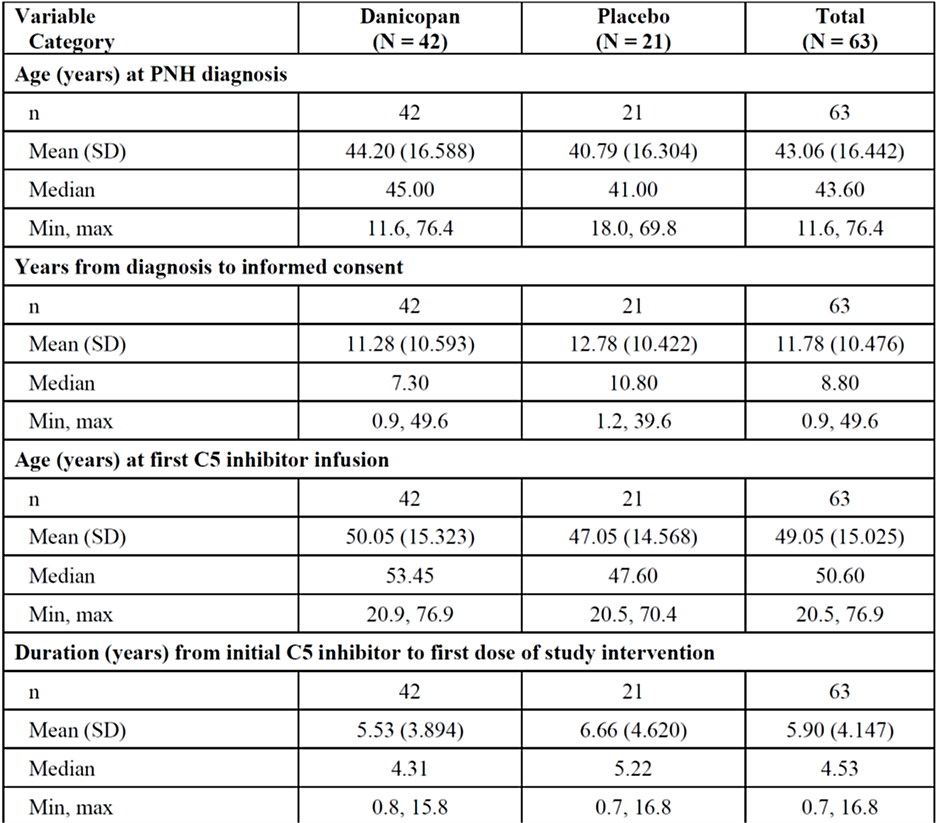 Variable Danicopan Placebo Total
Category (N = 42) (N = 21) (N = 63)
Age (years) at PNH diagnosis
n 42 21 63
Mean (SD) 44.20 (16.588) 40.79 (16.304) 43.06 (16.442)
Median 45.00 41.00 43.60
Min, max 11.6, 76.4 18.0, 69.8 11.6, 76.4
Years from diagnosis to informed consent
n 42 21 63
Mean (SD) 11.28 (10.593) 12.78 (10.422) 11.78 (10.476)
Median 7.30 10.80 8.80
Min, max 0.9, 49.6 1.2, 39.6 0.9, 49.6
Age (years) at first C5 inhibitor infusion
n 42 21 63
Mean (SD) 50.05 (15.323) 47.05 (14.568) 49.05 (15.025)
Median 53.45 47.60 50.60
Min, max 20.9, 76.9 20.5, 70.4 20.5, 76.9
Duration (years) from initial C5 inhibitor to first dose of study intervention
n 42 21 63
Mean (SD) 5.53 (3.894) 6.66 (4.620) 5.90 (4.147)
Median 4.31 5.22 4.53
Min, max 0.8, 15.8 0.7, 16.8 0.7, 16.8